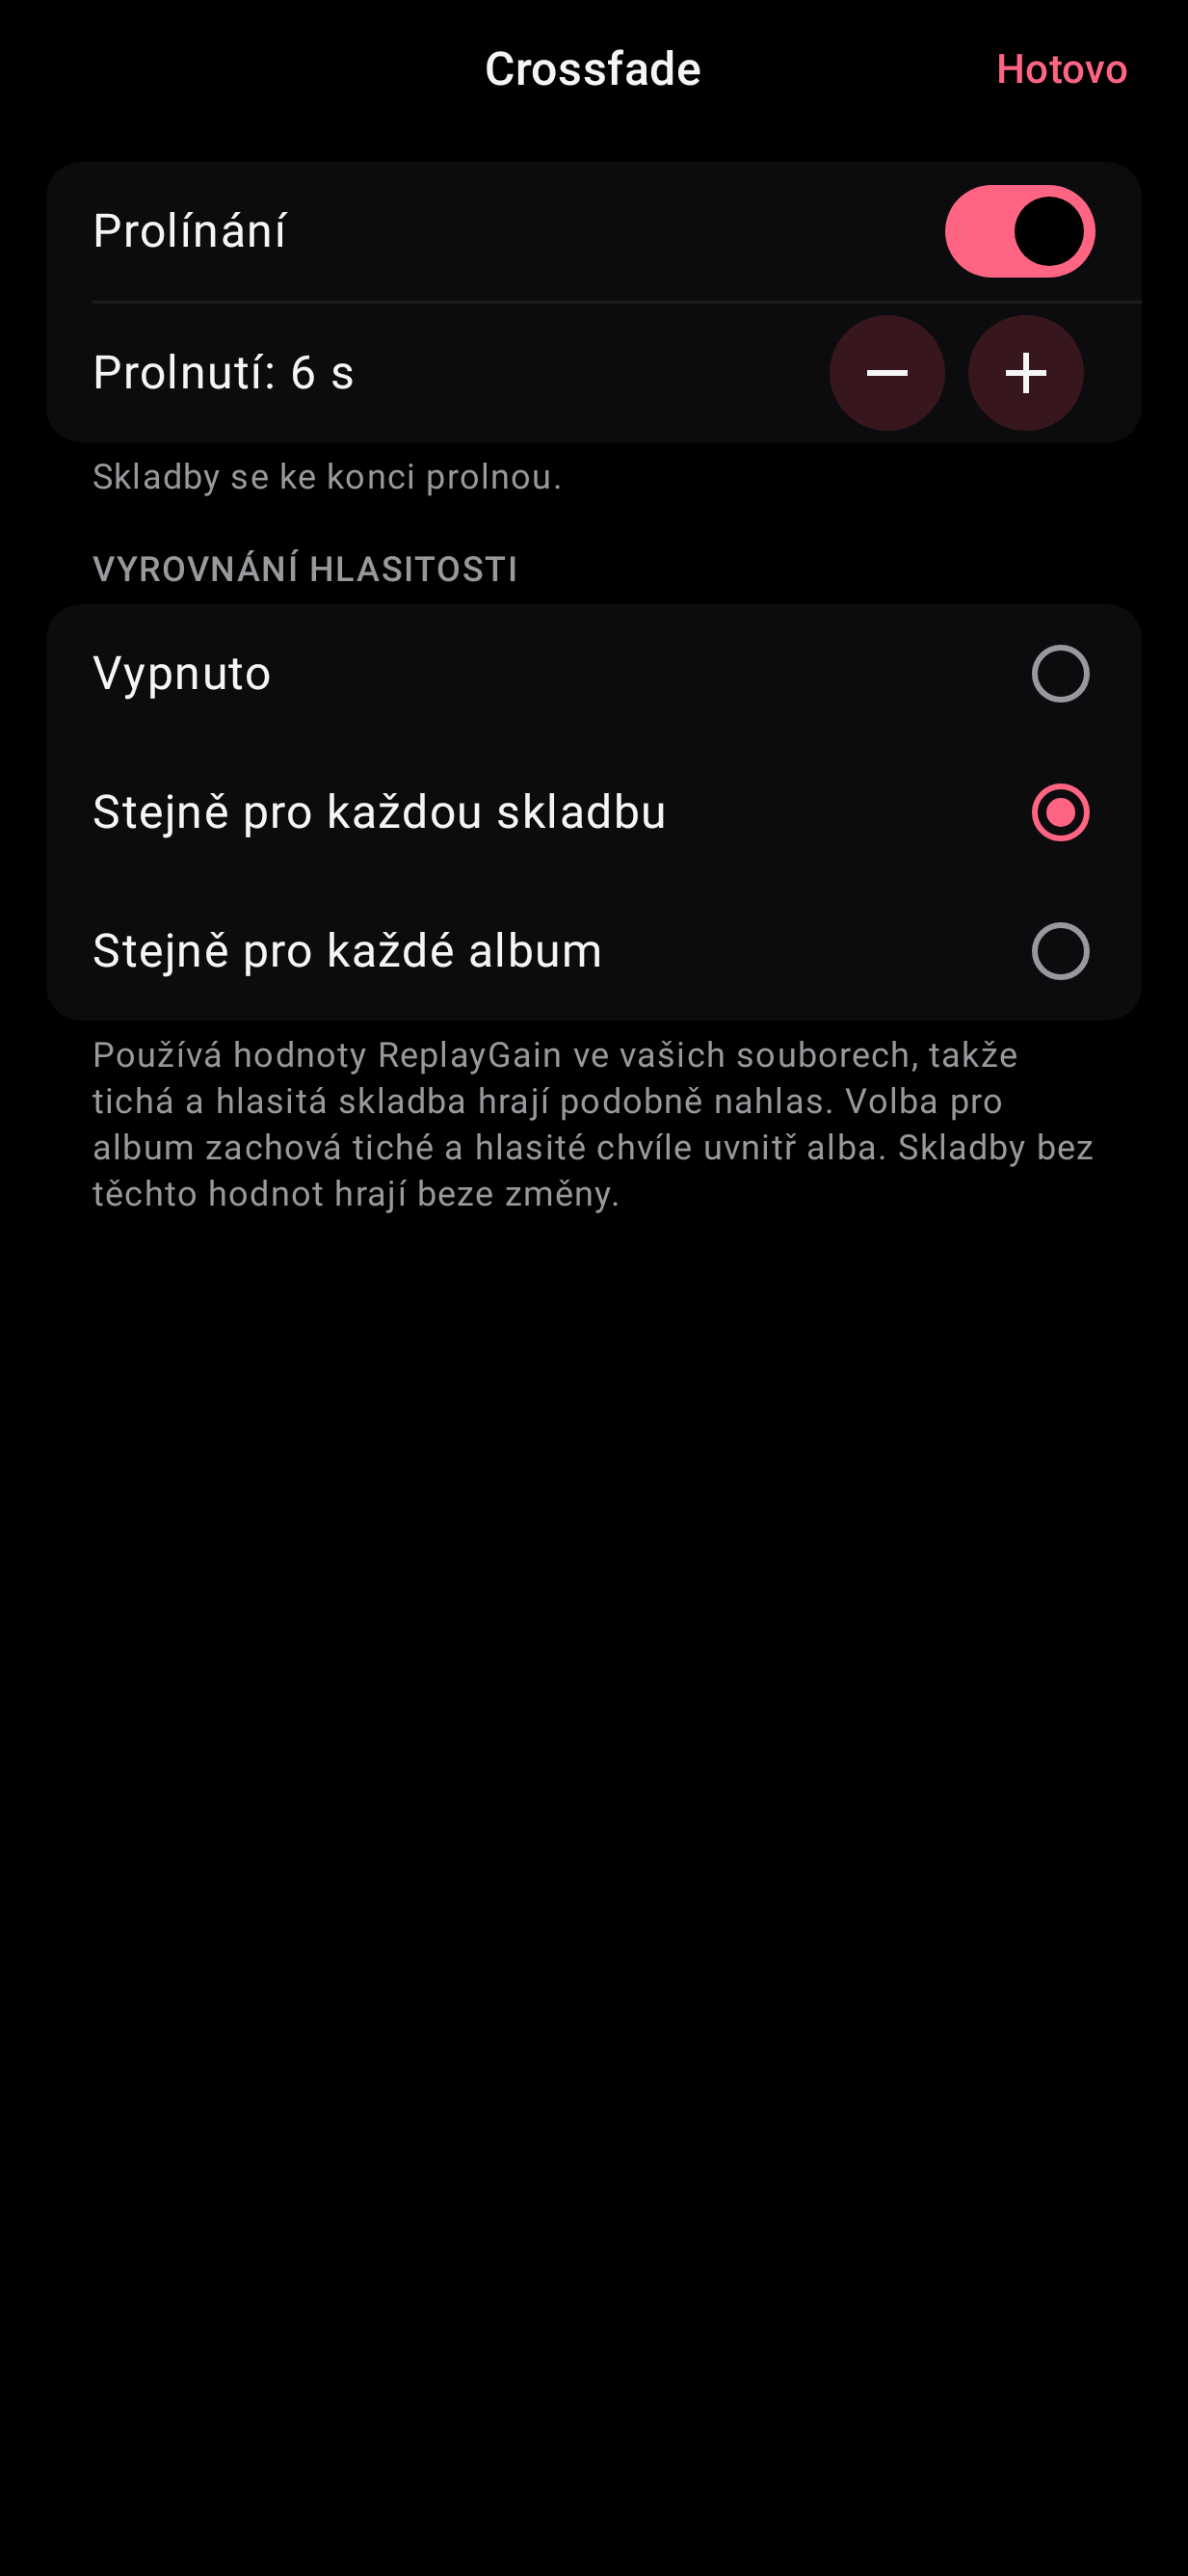 Crossfade
Hotovo
Prolínání
Prolnutí: 6 s
Skladby se ke konci prolnou.
VYROVNÁNÍ HLASITOSTI
Vypnuto
Stejně pro každou skladbu
Stejně pro každé album
Používá hodnoty ReplayGain ve vašich souborech, takže
tichá a hlasitá skladba hrají podobně nahlas. Volba pro
album zachová tiché a hlasité chvíle uvnitř alba. Skladby bez
těchto hodnot hrají beze změny.